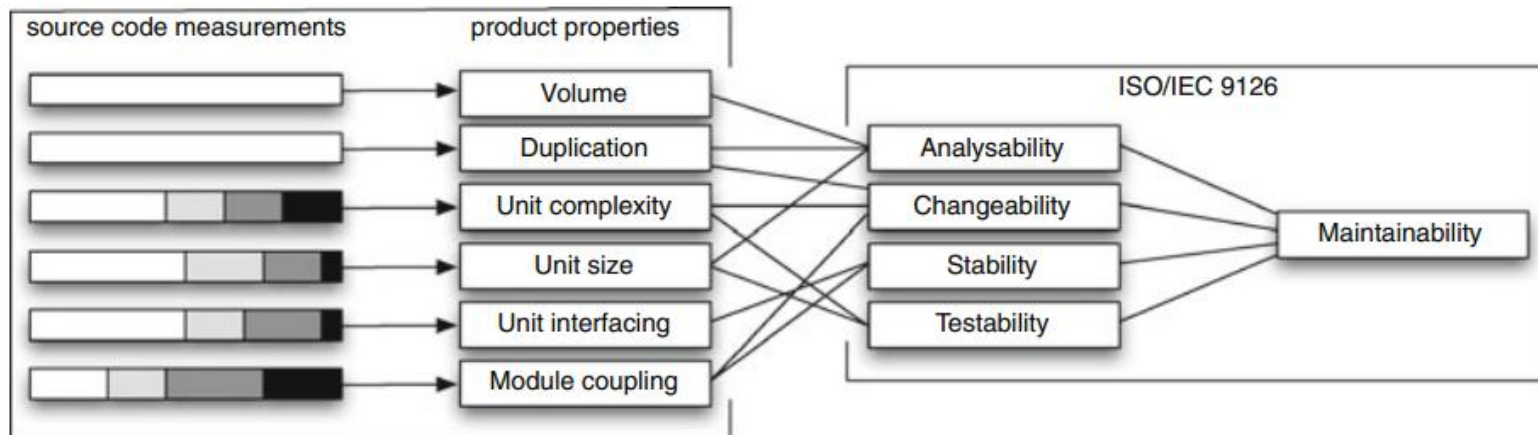 source code measurements
product properties
Volume
Duplication
Unit complexity
Unit size
Unit interfacing
Module coupling
ISO/IEC 9126
Analysability
Changeability
Stability
Testability
Maintainability